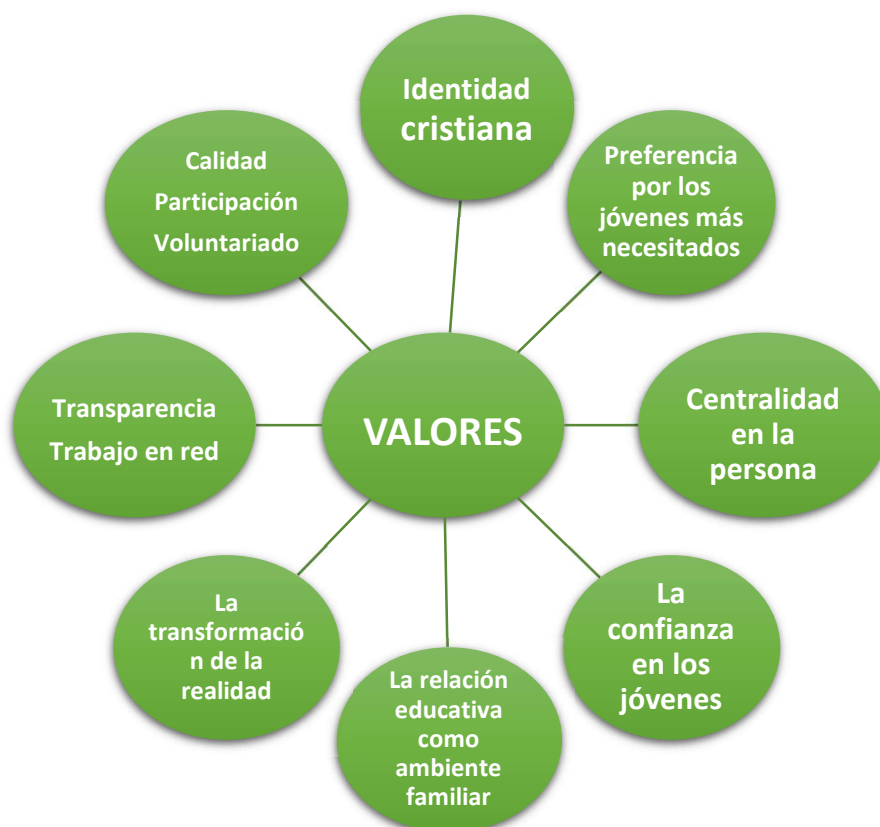 Identidad
cristiana
Preferencia
por los
jóvenes más
necesitados
Centralidad
en la
persona
La
confianza
en los
jóvenes
La relación
educativa
como
ambiente
familiar
La
transformació
n de la
realidad
Transparencia
Trabajo en red
Calidad
Participación
Voluntariado
VALORES